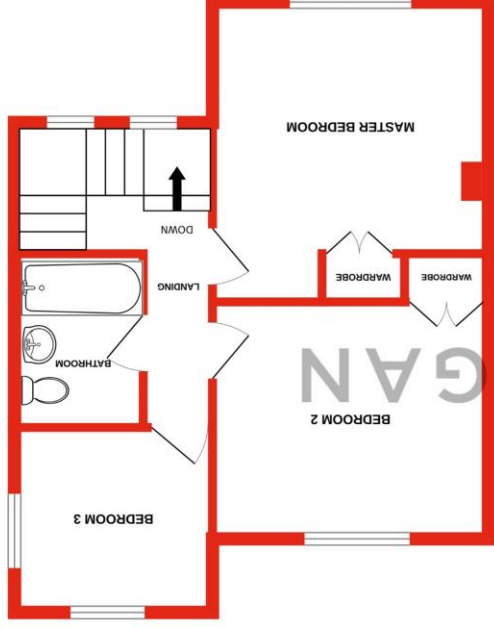 BEDROOM 3
BEDROOM 2
GAN
BATHROOM
WARDROBE
WARDROBE
LANDING
DOWN
MASTER BEDROOM